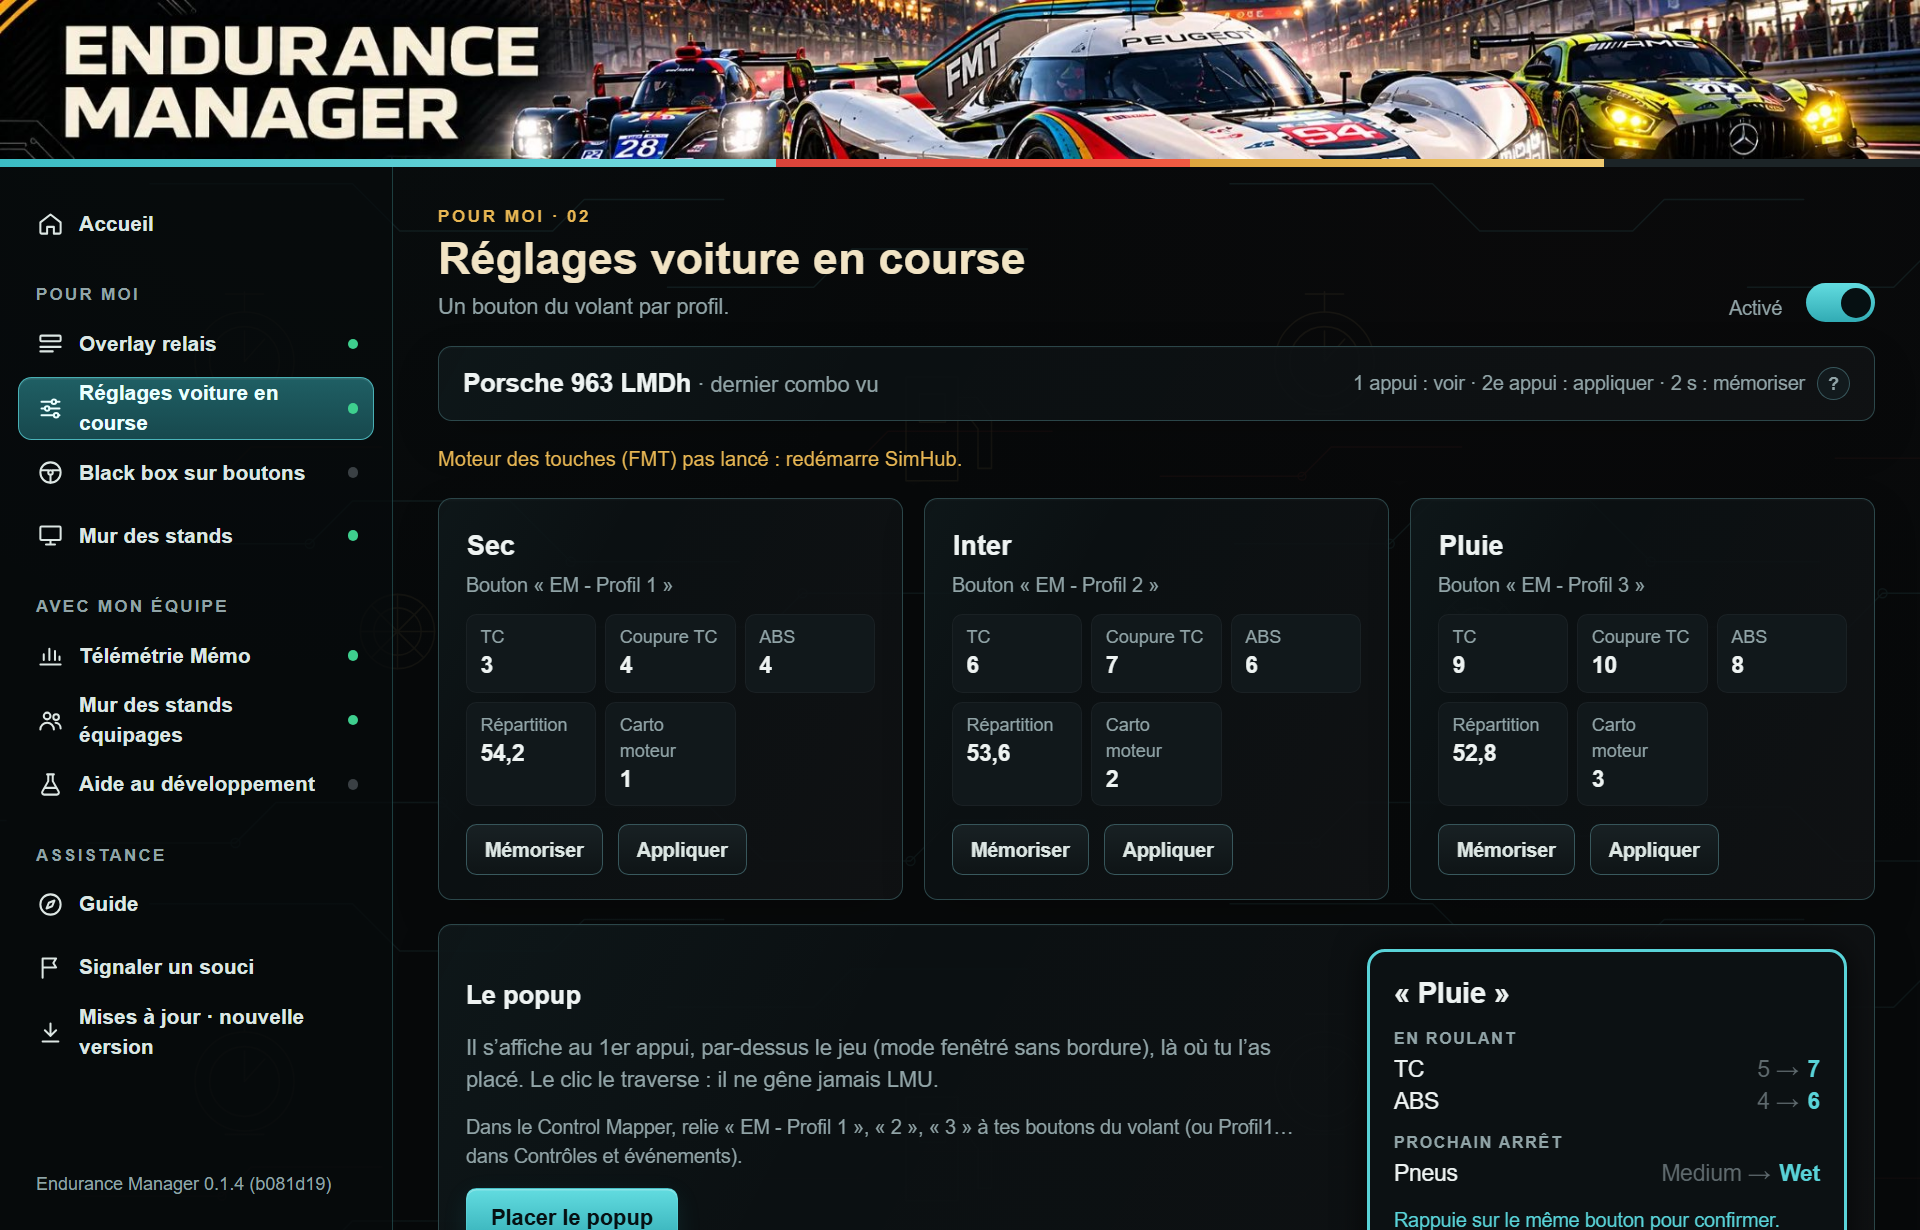 ENDURANCE
MANAGER
FMT
PEUGEOT
94
28
AMG
Accueil
POUR MOI
Overlay relais
Réglages voiture en
course
Black box sur boutons
Mur des stands
AVEC MON ÉQUIPE
Télémétrie Mémo
Mur des stands
équipages
Aide au développement
ASSISTANCE
Guide
Signaler un souci
Mises à jour · nouvelle
version
Endurance Manager 0.1.4 (b081d19)
POUR MOI · 02
Réglages voiture en course
Un bouton du volant par profil.
Activé
Porsche 963 LMDh · dernier combo vu
1 appui : voir · 2e appui : appliquer · 2 s : mémoriser ?
Moteur des touches (FMT) pas lancé : redémarre SimHub.
Sec
Bouton « EM - Profil 1 »
TC
3
Coupure TC
4
ABS
4
Répartition
54,2
Carto
moteur
1
Mémoriser
Appliquer
Inter
Bouton « EM - Profil 2 »
TC
6
Coupure TC
7
ABS
6
Répartition
53,6
Carto
moteur
2
Mémoriser
Appliquer
Pluie
Bouton « EM - Profil 3 »
TC
9
Coupure TC
10
ABS
8
Répartition
52,8
Carto
moteur
3
Mémoriser
Appliquer
Le popup
Il s’affiche au 1er appui, par-dessus le jeu (mode fenêtré sans bordure), là où tu l’as
placé. Le clic le traverse : il ne gêne jamais LMU.
Dans le Control Mapper, relie « EM - Profil 1 », « 2 », « 3 » à tes boutons du volant (ou Profil1…
dans Contrôles et événements).
Placer le popup
« Pluie »
EN ROULANT
TC 5 → 7
ABS 4 → 6
PROCHAIN ARRÊT
Pneus Medium → Wet
Rappuie sur le même bouton pour confirmer.